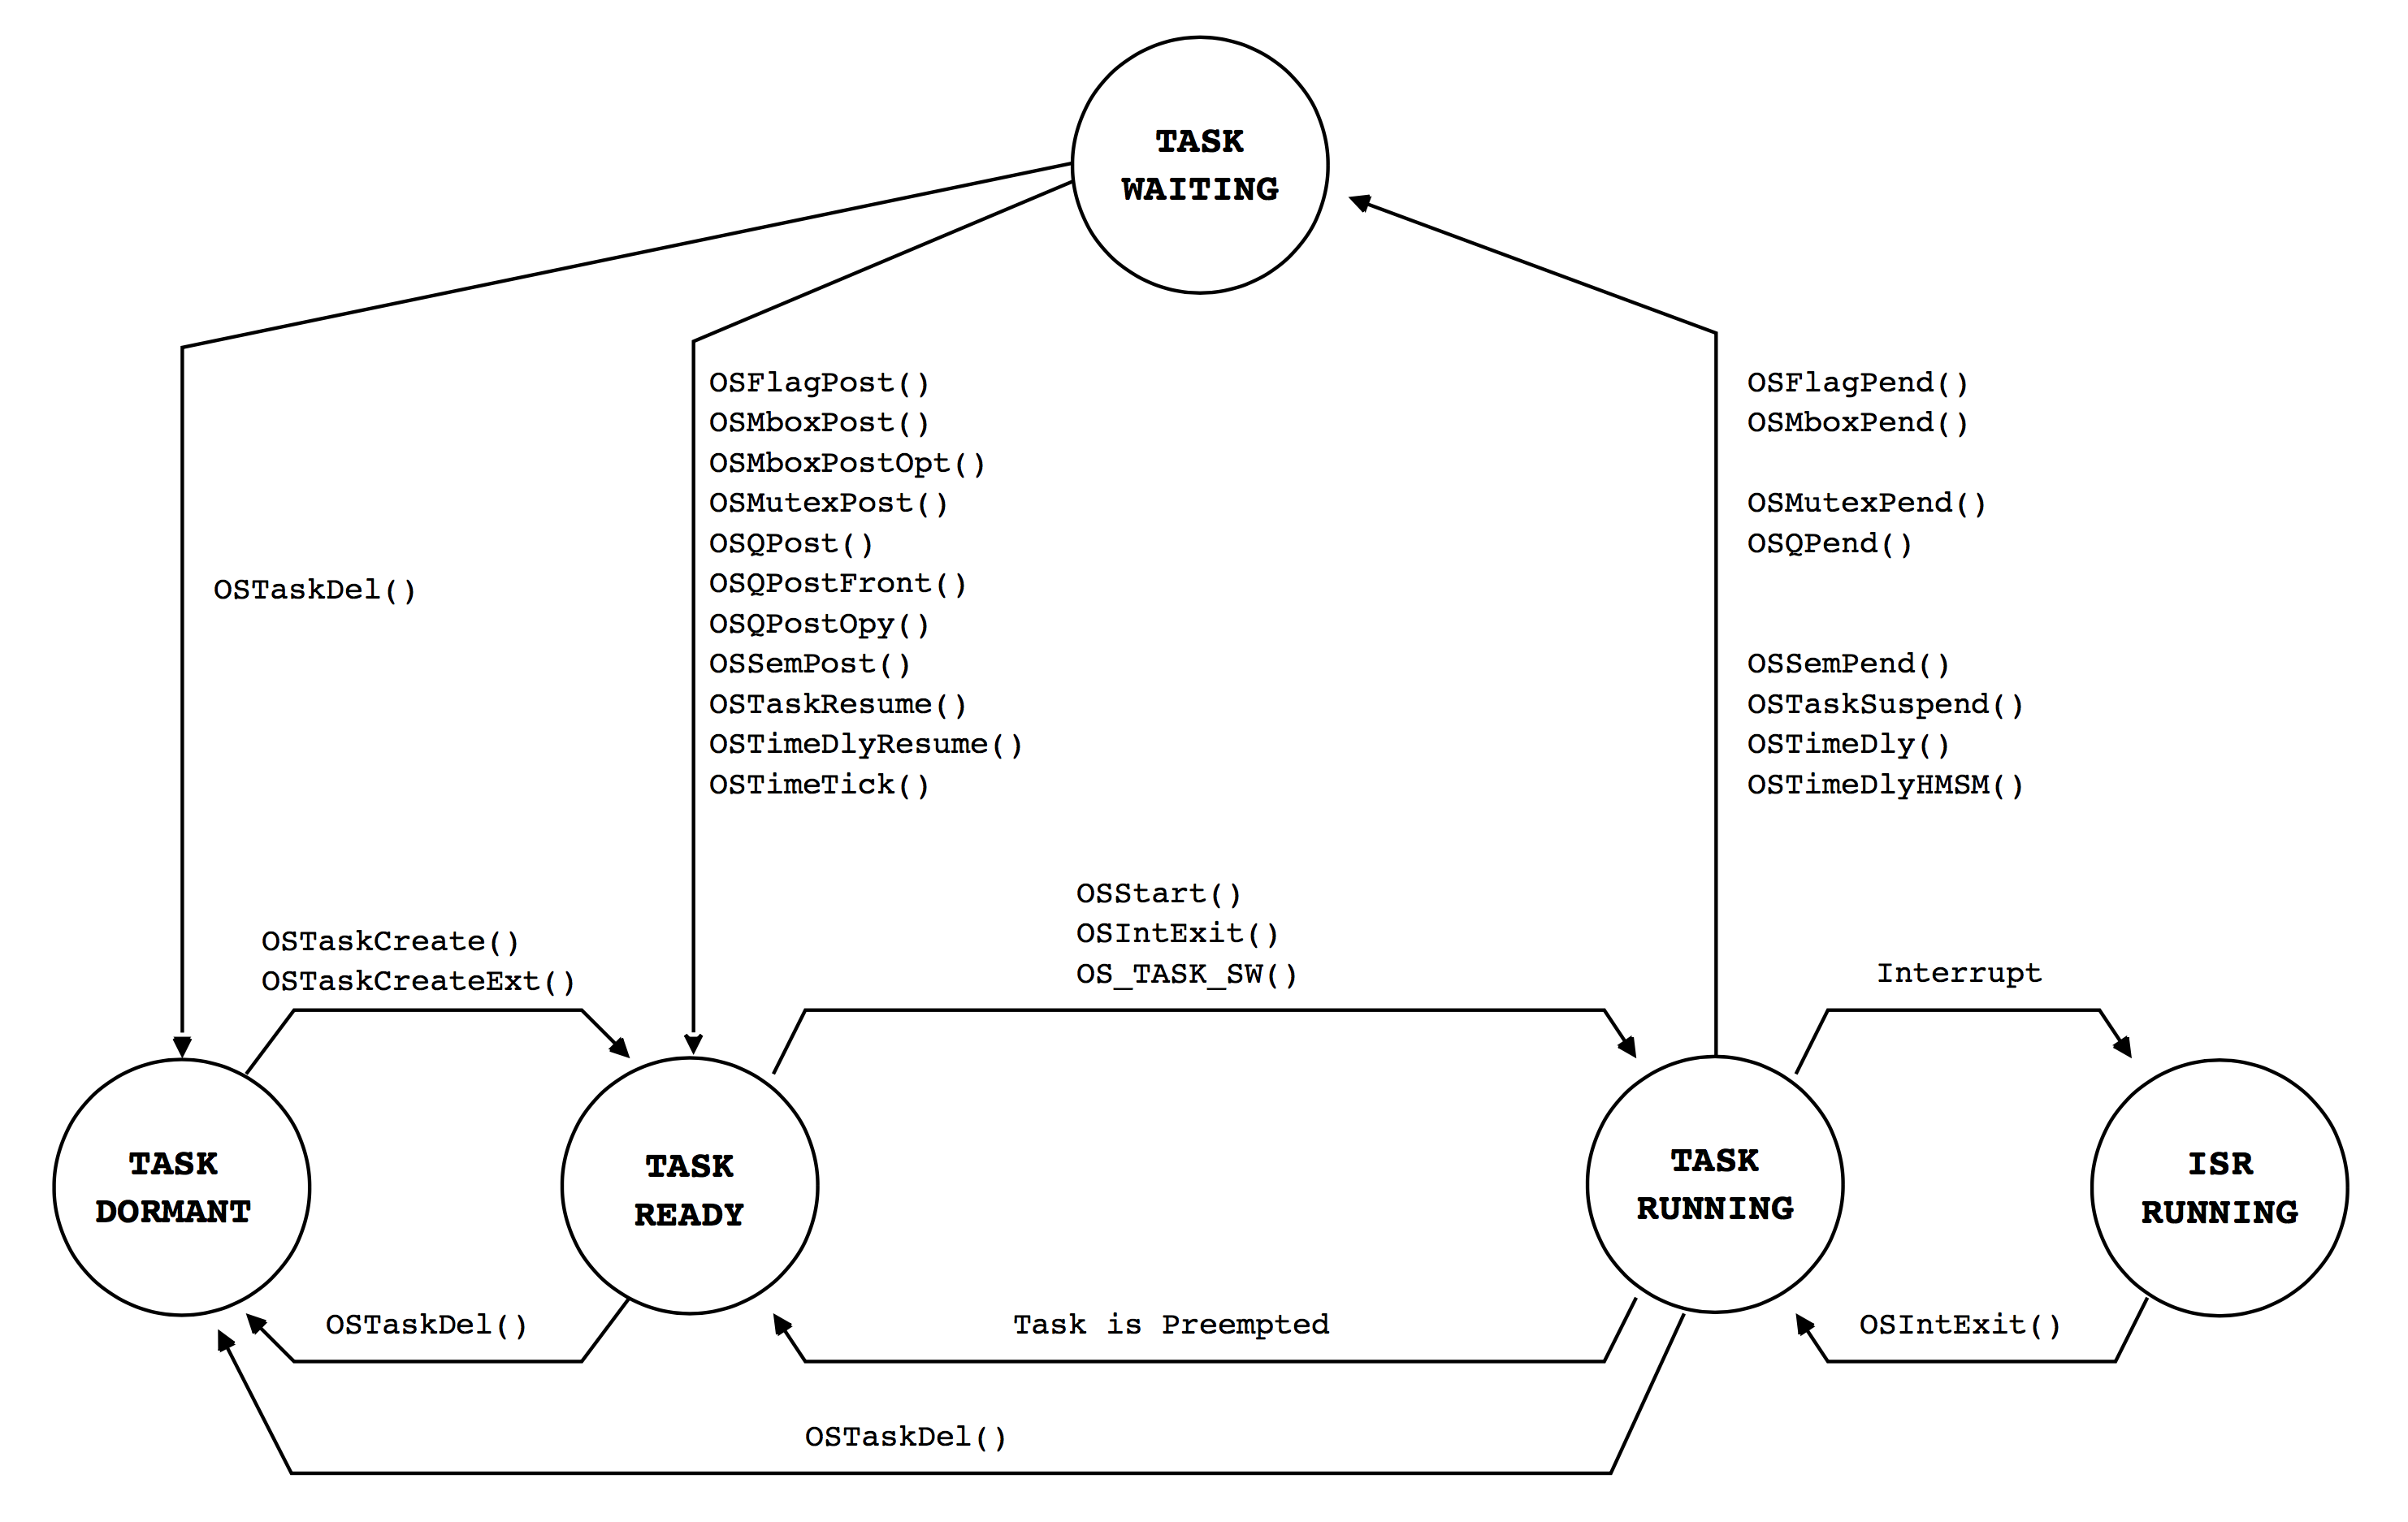 TASK
WAITING
OSFlagPost()
OSMboxPost()
OSMboxPostOpt()
OSMutexPost()
OSQPost()
OSQPostFront()
OSQPostOpy()
OSSemPost()
OSTaskResume()
OSTimeDlyResume()
OSTimeTick()
OSFlagPend()
OSMboxPend()
OSMutexPend()
OSQPend()
OSSemPend()
OSTaskSuspend()
OSTimeDly()
OSTimeDlyHMSM()
OSTaskDel()
OSTaskCreate()
OSTaskCreateExt()
OSStart()
OSIntExit()
OS_TASK_SW()
Interrupt
TASK
DORMANT
TASK
READY
TASK
RUNNING
ISR
RUNNING
OSTaskDel()
Task is Preempted
OSIntExit()
OSTaskDel()